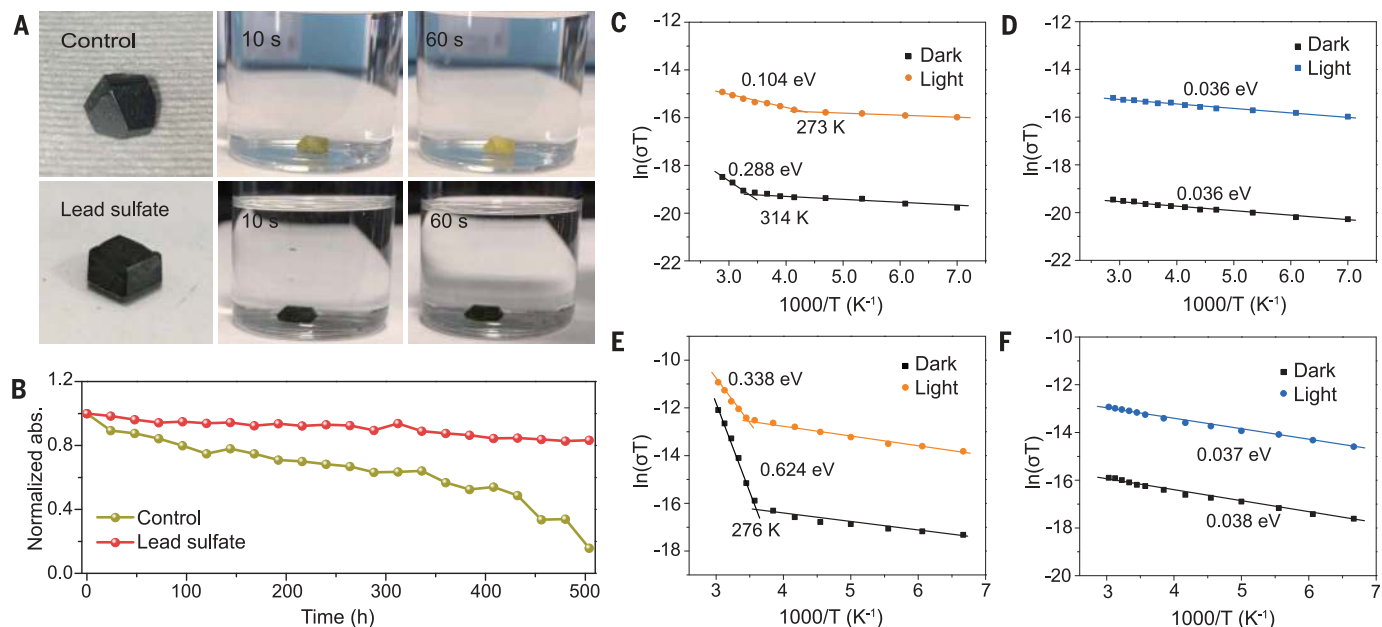 A
Control
10 s
60 s
Lead sulfate
10 s
60 s
B
Normalized abs.
1.2
0.8
0.4
0.0
Control
Lead sulfate
0 100 200 300 400 500
Time (h)
C
ln(σT)
-12
-14
-16
-18
-20
-22
Dark
Light
0.104 eV
273 K
0.288 eV
314 K
3.0 4.0 5.0 6.0 7.0
1000/T (K⁻¹)
D
ln(σT)
-12
-14
-16
-18
-20
-22
Dark
Light
0.036 eV
0.036 eV
3.0 4.0 5.0 6.0 7.0
1000/T (K⁻¹)
E
ln(σT)
-10
-12
-14
-16
-18
Dark
Light
0.338 eV
0.624 eV
276 K
3 4 5 6 7
1000/T (K⁻¹)
F
ln(σT)
-10
-12
-14
-16
-18
-20
Dark
Light
0.037 eV
0.038 eV
3 4 5 6 7
1000/T (K⁻¹)